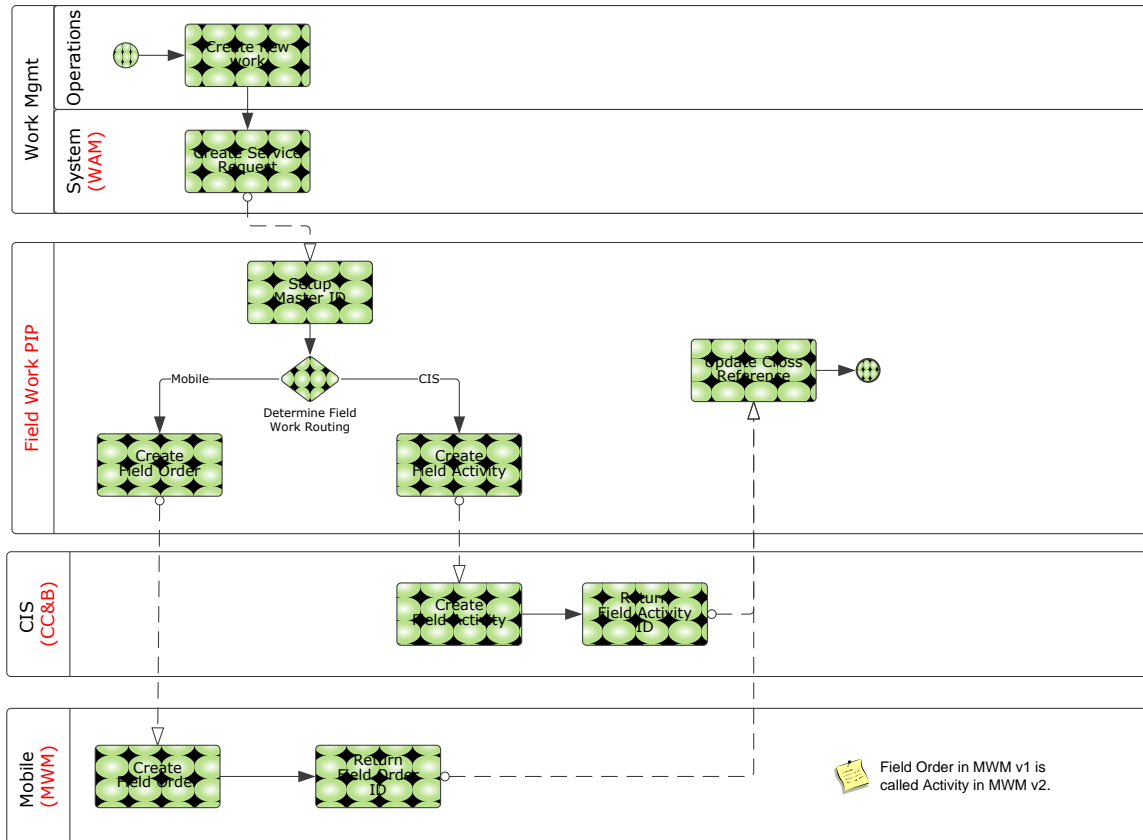 Work Mgmt
Operations
Create new
work
System
(WAM)
Create Service
Request
Field Work PIP
Setup
Master ID
Mobile
CIS
Determine Field
Work Routing
Update Cross
Reference
Create
Field Order
Create
Field Activity
CIS
(CC&B)
Create
Field Activity
Return
Field Activity
ID
Mobile
(MWM)
Create
Field Order
Return
Field Order
ID
Field Order in MWM v1 is
called Activity in MWM v2.